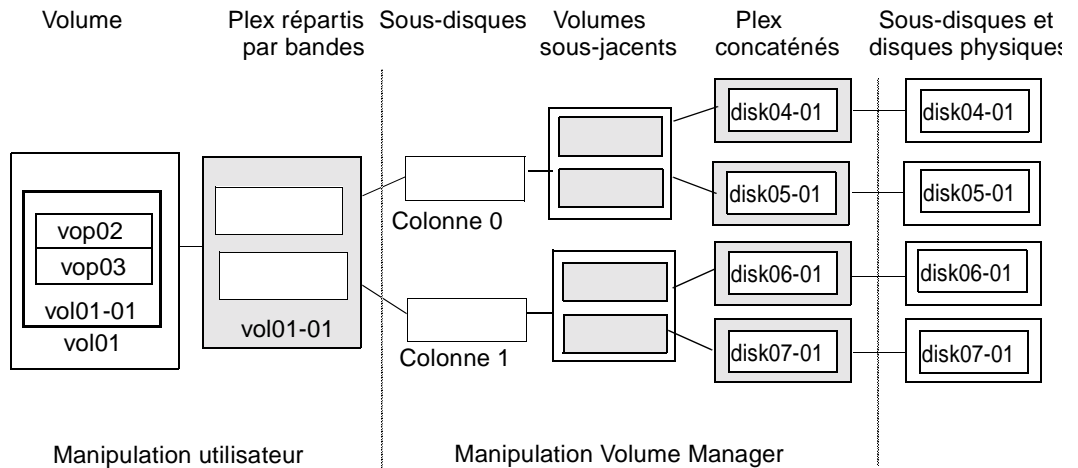 Volume
Plex répartis
par bandes
Sous-disques
Volumes
sous-jacents
Plex
concaténés
Sous-disques et
disques physiques
vop02
vop03
vol01-01
vol01
vol01-01
Colonne 0
Colonne 1
disk04-01
disk05-01
disk06-01
disk07-01
disk04-01
disk05-01
disk06-01
disk07-01
Manipulation utilisateur
Manipulation Volume Manager